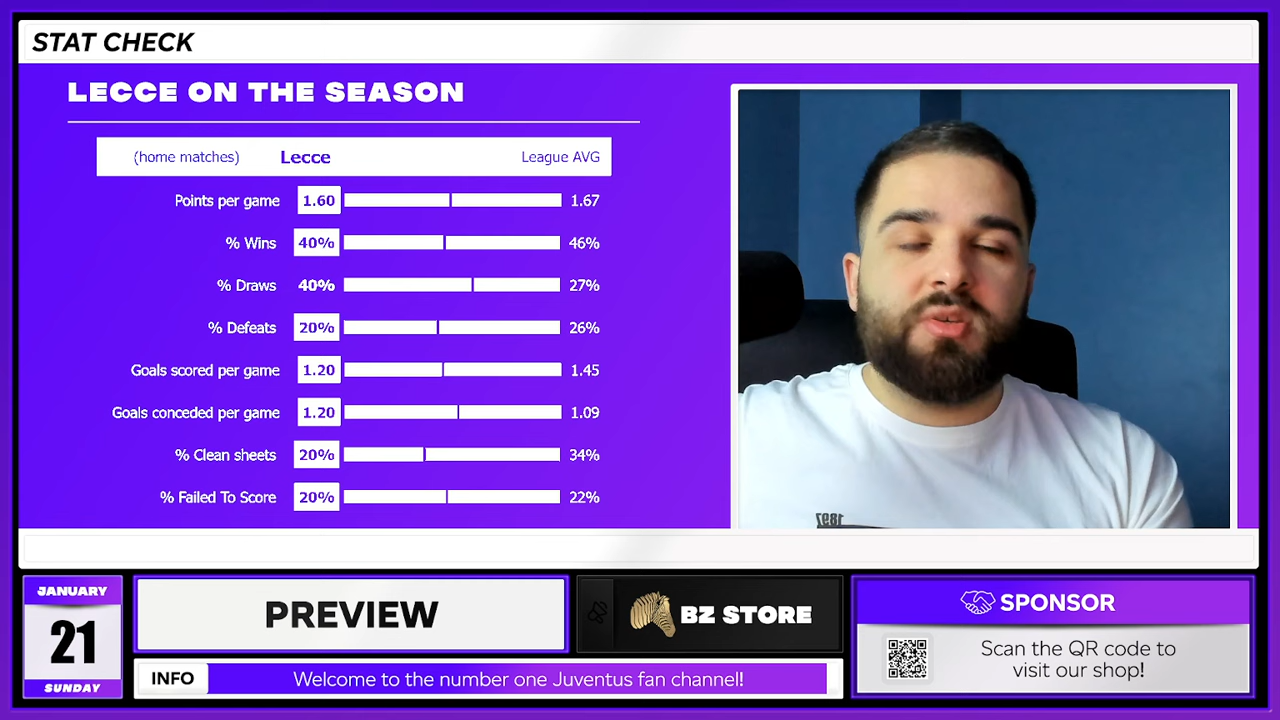 STAT CHECK
LECCE ON THE SEASON
(home matches) Lecce League AVG
Points per game 1.60 1.67
% Wins 40% 46%
% Draws 40% 27%
% Defeats 20% 26%
Goals scored per game 1.20 1.45
Goals conceded per game 1.20 1.09
% Clean sheets 20% 34%
% Failed To Score 20% 22%
1897
JANUARY
21
SUNDAY
PREVIEW
INFO
Welcome to the number one Juventus fan channel!
BZ STORE
SPONSOR
Scan the QR code to
visit our shop!